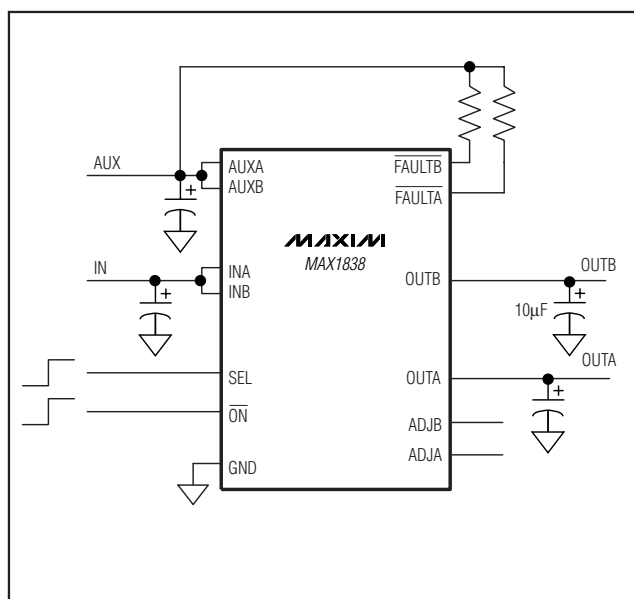 AUX
AUXA
AUXB
FAULTB
FAULTA
MAXIM
MAX1838
IN
INA
INB
OUTB
OUTB
10µF
SEL
OUTA
OUTA
ON
ADJB
GND
ADJA
+
+
+
+